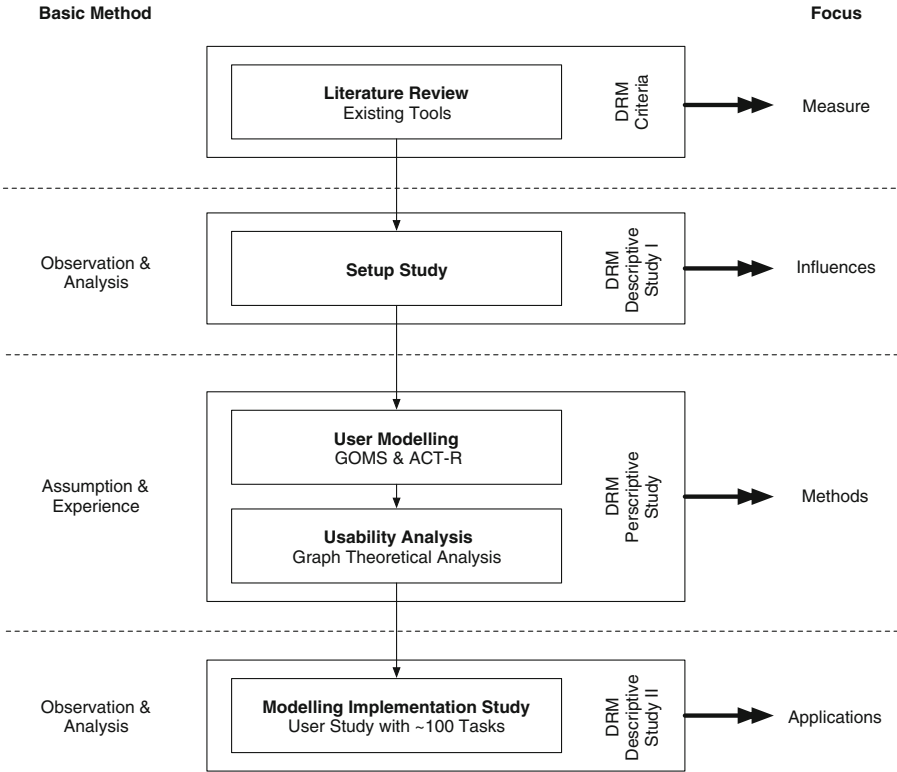 Basic Method
Focus
Literature Review
Existing Tools
DRM
Criteria
Measure
Observation &
Analysis
Setup Study
DRM
Descriptive
Study I
Influences
Assumption &
Experience
User Modelling
GOMS & ACT-R
Usability Analysis
Graph Theoretical Analysis
DRM
Perscriptive
Study
Methods
Observation &
Analysis
Modelling Implementation Study
User Study with ~100 Tasks
DRM
Descriptive
Study II
Applications